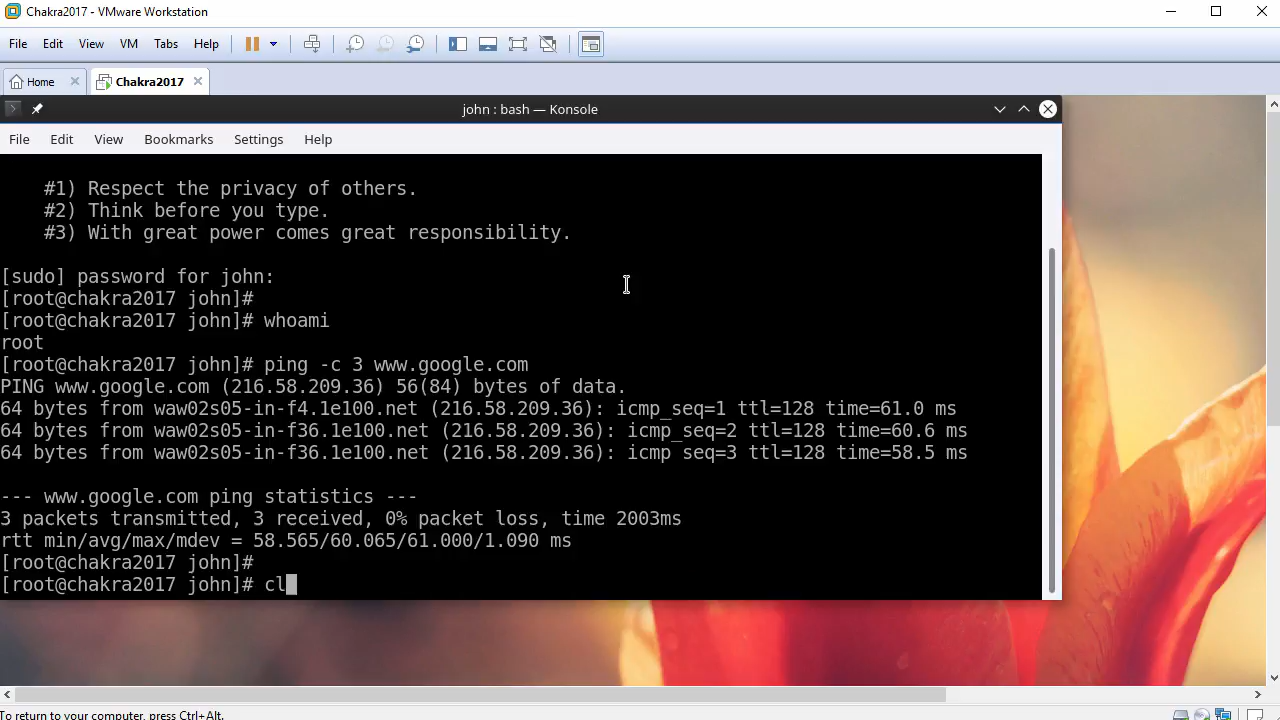 Chakra2017 - VMware Workstation
File Edit View VM Tabs Help
Home Chakra2017
john : bash — Konsole
File Edit View Bookmarks Settings Help
#1) Respect the privacy of others.
#2) Think before you type.
#3) With great power comes great responsibility.
[sudo] password for john:
[root@chakra2017 john]#
[root@chakra2017 john]# whoami
root
[root@chakra2017 john]# ping -c 3 www.google.com
PING www.google.com (216.58.209.36) 56(84) bytes of data.
64 bytes from waw02s05-in-f4.1e100.net (216.58.209.36): icmp_seq=1 ttl=128 time=61.0 ms
64 bytes from waw02s05-in-f36.1e100.net (216.58.209.36): icmp_seq=2 ttl=128 time=60.6 ms
64 bytes from waw02s05-in-f36.1e100.net (216.58.209.36): icmp seq=3 ttl=128 time=58.5 ms
--- www.google.com ping statistics ---
3 packets transmitted, 3 received, 0% packet loss, time 2003ms
rtt min/avg/max/mdev = 58.565/60.065/61.000/1.090 ms
[root@chakra2017 john]#
[root@chakra2017 john]# cl
To return to your computer, press Ctrl+Alt.